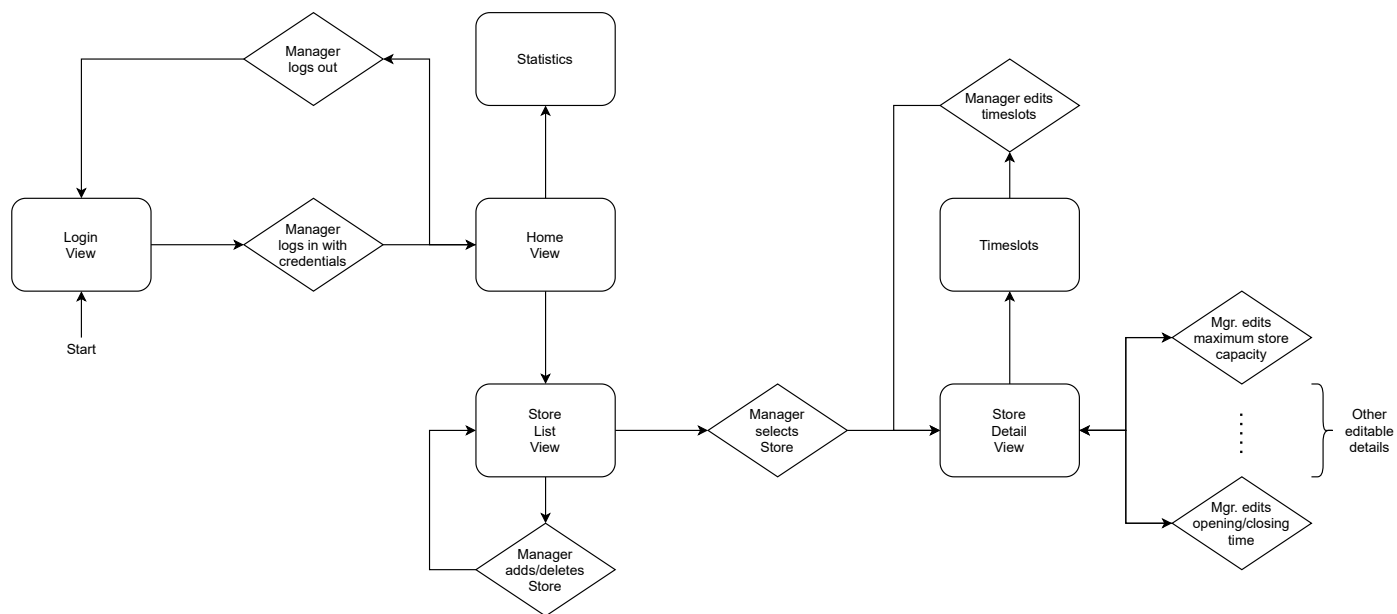 Manager
logs out
Statistics
Manager edits
timeslots
Login
View
Manager
logs in with
credentials
Home
View
Timeslots
Start
Mgr. edits
maximum store
capacity
Store
List
View
Manager
selects
Store
Store
Detail
View
Other
editable
details
Mgr. edits
opening/closing
time
Manager
adds/deletes
Store